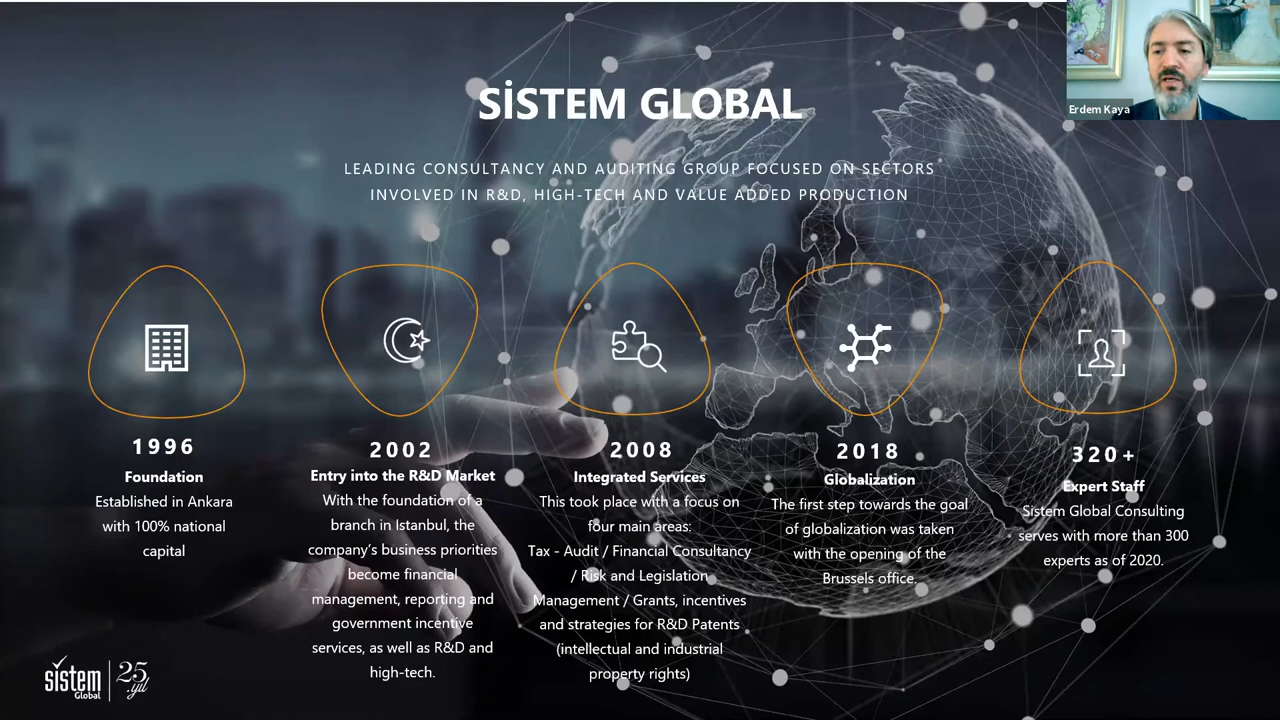 Erdem Kaya
SİSTEM GLOBAL
LEADING CONSULTANCY AND AUDITING GROUP FOCUSED ON SECTORS
INVOLVED IN R&D, HIGH-TECH AND VALUE ADDED PRODUCTION
1996
Foundation
Established in Ankara
with 100% national
capital
2002
Entry into the R&D Market
With the foundation of a
branch in Istanbul, the
company's business priorities
become financial
management, reporting and
government incentive
services, as well as R&D and
high-tech.
2008
Integrated Services
This took place with a focus on
four main areas:
Tax - Audit / Financial Consultancy
/ Risk and Legislation
Management / Grants, incentives
and strategies for R&D Patents
(intellectual and industrial
property rights)
2018
Globalization
The first step towards the goal
of globalization was taken
with the opening of the
Brussels office.
320+
Expert Staff
Sistem Global Consulting
serves with more than 300
experts as of 2020.
sistem
Global
25
.yıl